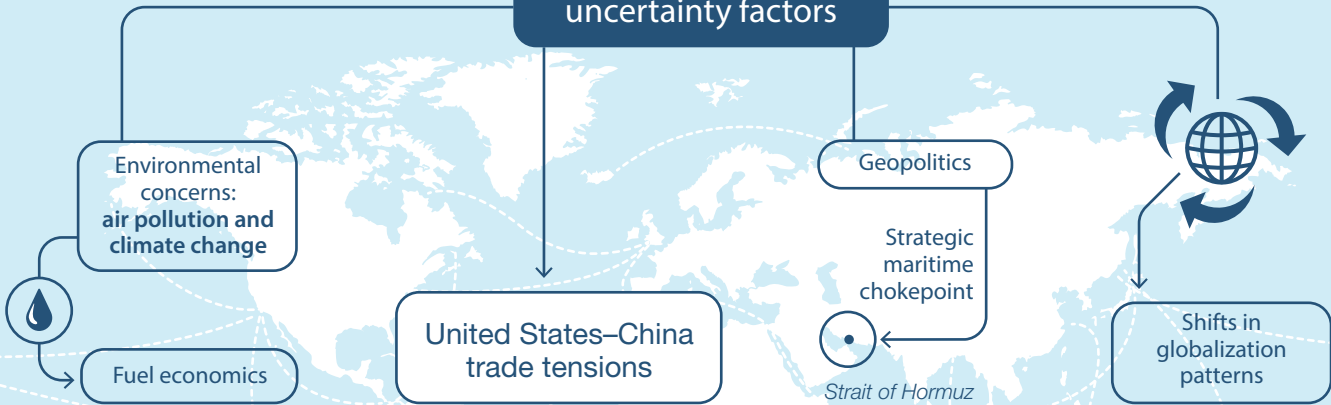 uncertainty factors
Environmental
concerns:
air pollution and
climate change
Fuel economics
United States–China
trade tensions
Geopolitics
Strategic
maritime
chokepoint
Strait of Hormuz
Shifts in
globalization
patterns